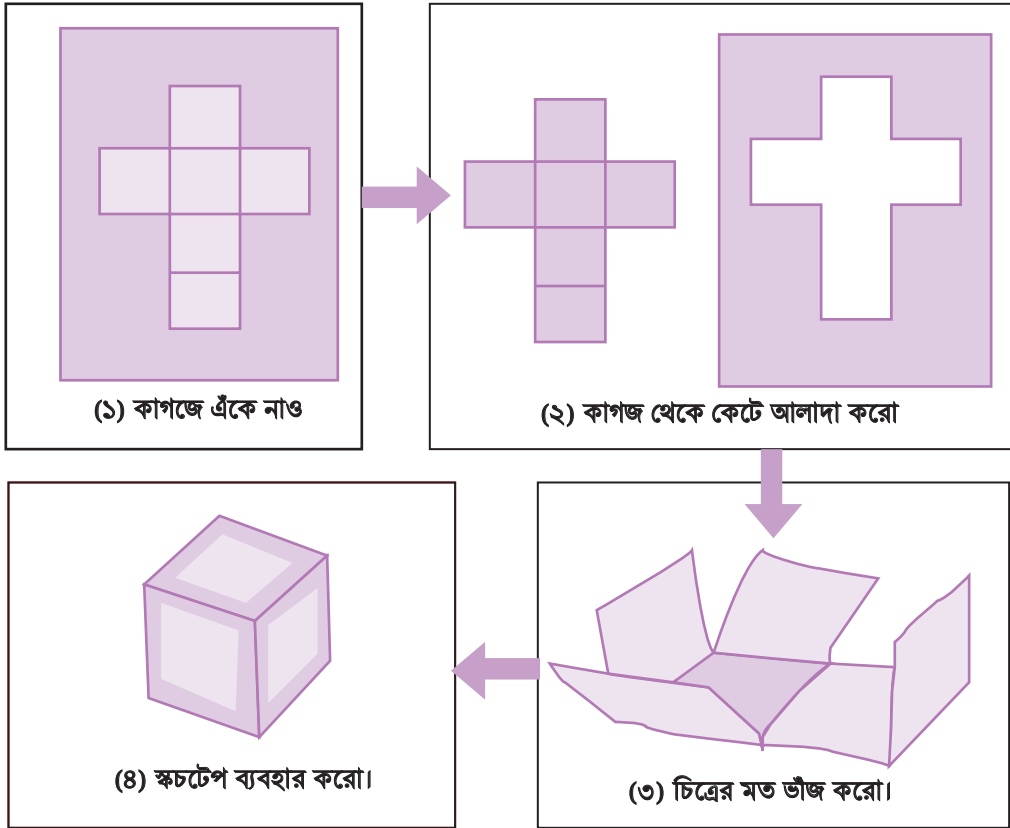 (১) কাগজে এঁকে নাও
(২) কাগজ থেকে কেটে আলাদা করো
(৩) চিত্রের মত ভাঁজ করো।
(৪) স্কচটেপ ব্যবহার করো।